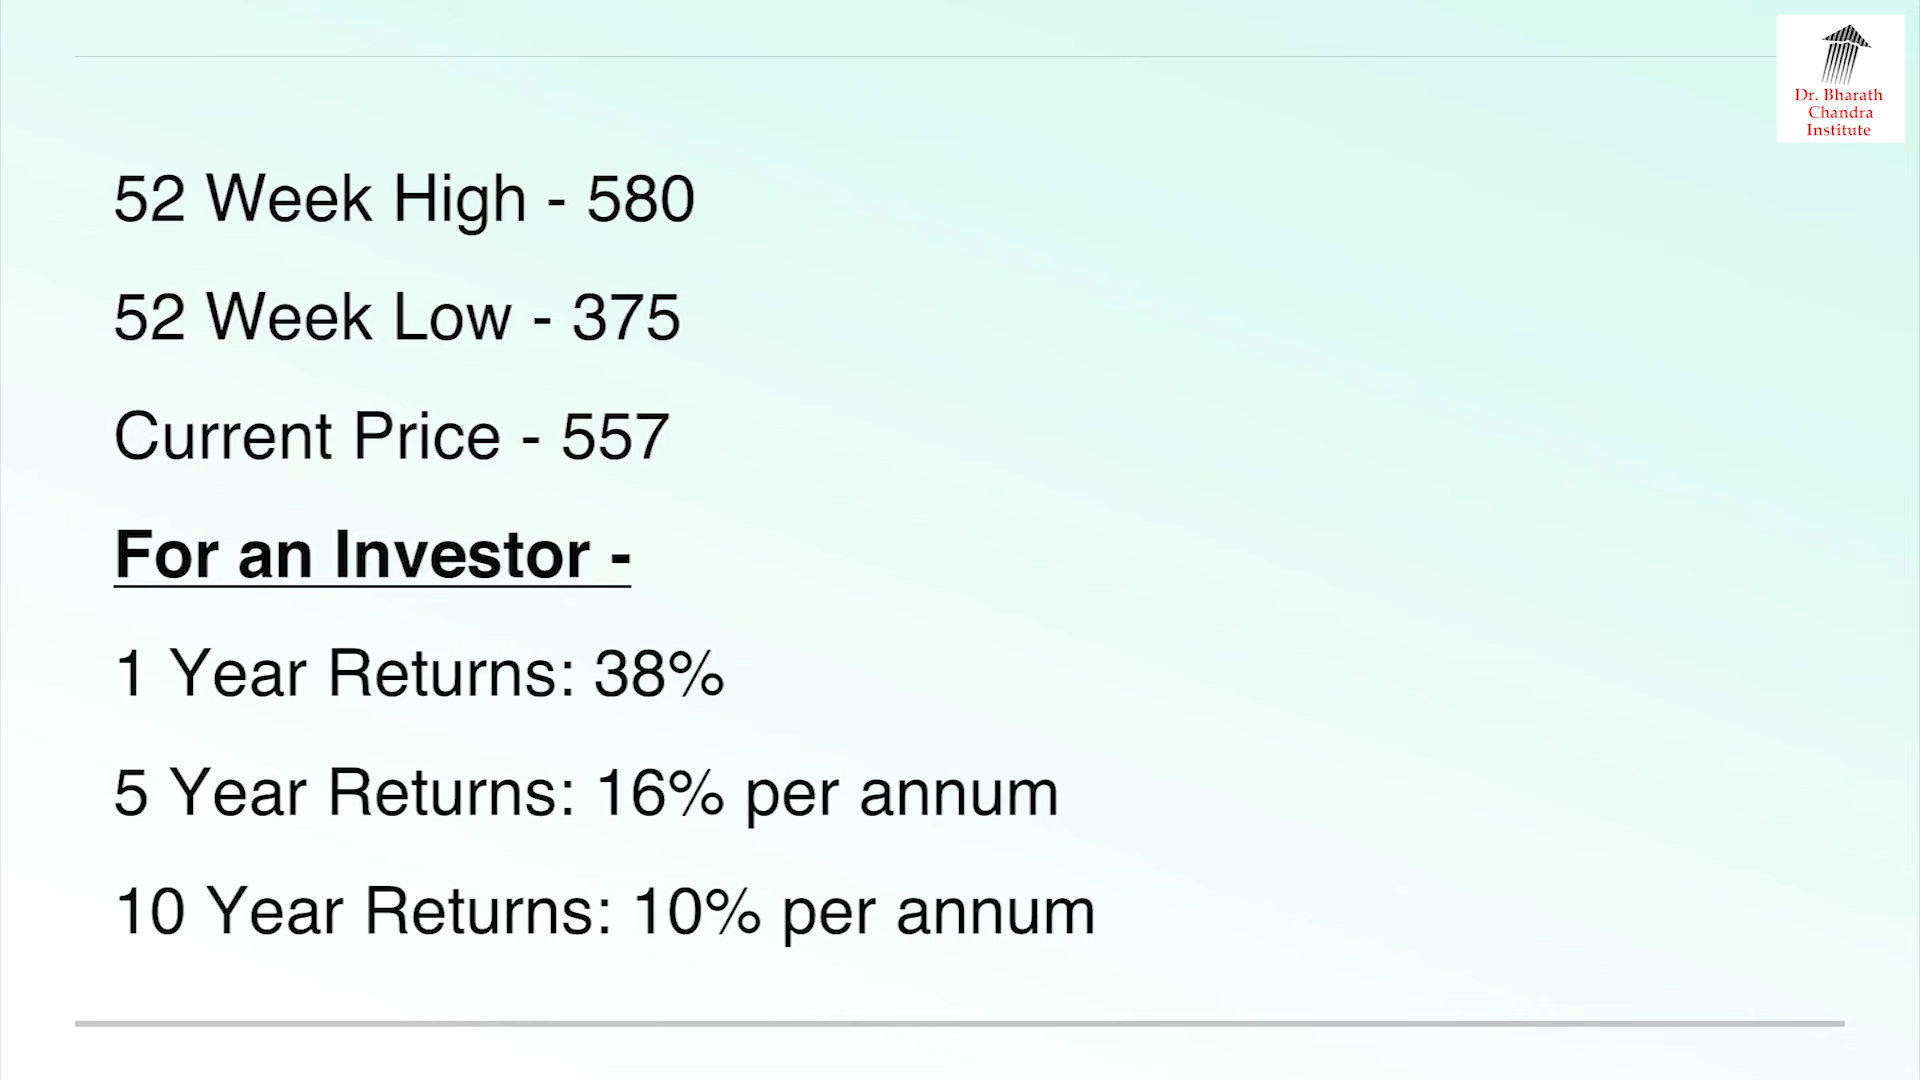 Dr. Bharath
Chandra
Institute
52 Week High - 580
52 Week Low - 375
Current Price - 557
For an Investor -
1 Year Returns: 38%
5 Year Returns: 16% per annum
10 Year Returns: 10% per annum